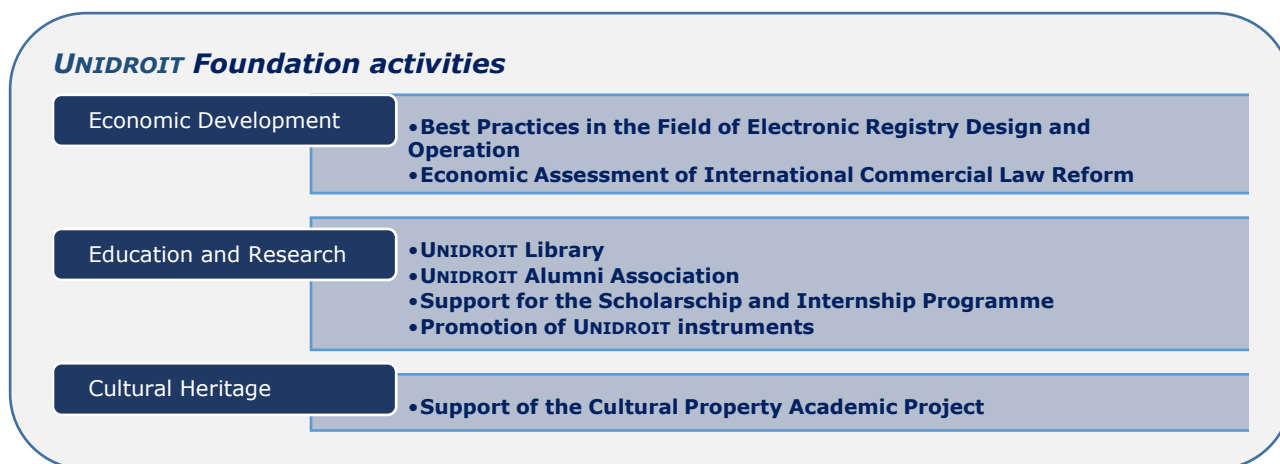 UNIDROIT Foundation activities
Economic Development
•Best Practices in the Field of Electronic Registry Design and
Operation
•Economic Assessment of International Commercial Law Reform
Education and Research
•UNIDROIT Library
•UNIDROIT Alumni Association
•Support for the Scholarschip and Internship Programme
•Promotion of UNIDROIT instruments
Cultural Heritage
•Support of the Cultural Property Academic Project